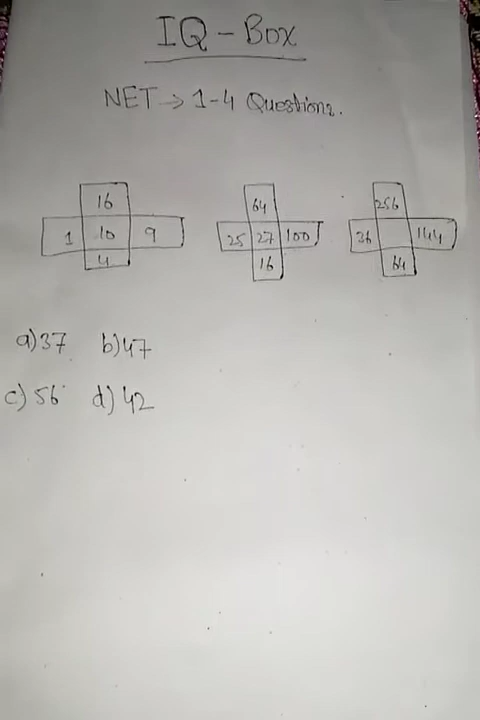 IQ - Box
NET → 1-4 Questions.
16 64 256
1 10 9 25 27 100 36 144
4 16 64
a) 37 b) 47
c) 56 d) 42